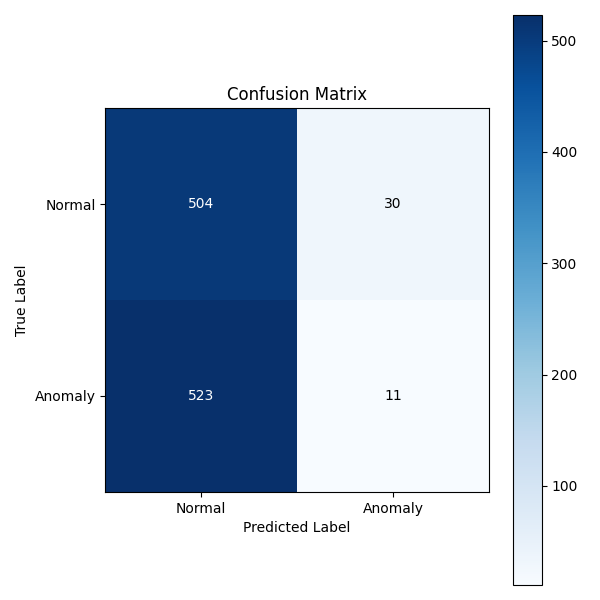 Confusion Matrix
500
400
300
200
100
True Label
Normal
504
30
Anomaly
523
11
Normal
Anomaly
Predicted Label